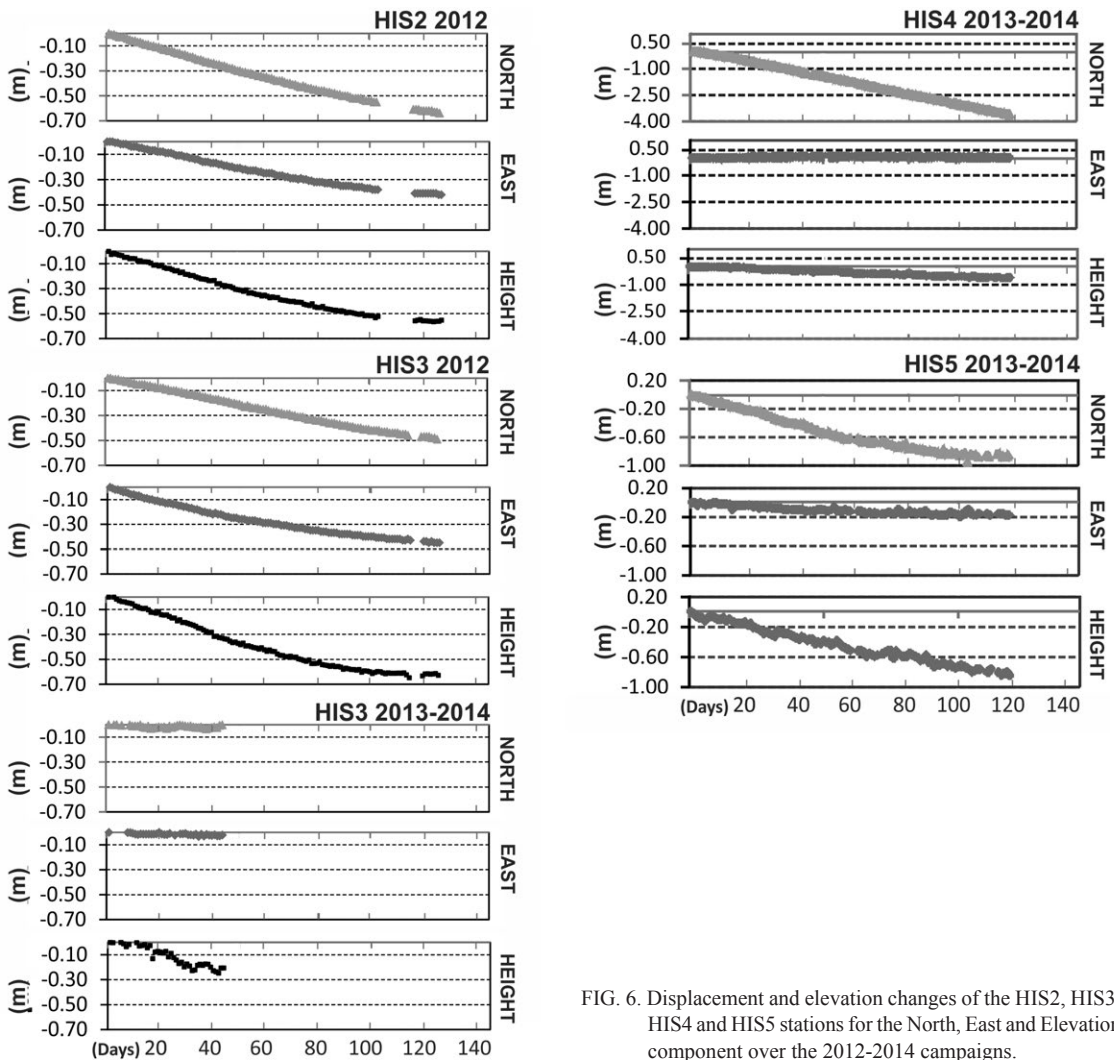 HIS2 2012
-0.10
-0.30
-0.50
-0.70
(m)
NORTH
-0.10
-0.30
-0.50
-0.70
(m)
EAST
-0.10
-0.30
-0.50
-0.70
(m)
HEIGHT
HIS3 2012
-0.10
-0.30
-0.50
-0.70
(m)
NORTH
-0.10
-0.30
-0.50
-0.70
(m)
EAST
-0.10
-0.30
-0.50
-0.70
(m)
HEIGHT
HIS3 2013-2014
-0.10
-0.30
-0.50
-0.70
(m)
NORTH
-0.10
-0.30
-0.50
-0.70
(m)
EAST
-0.10
-0.30
-0.50
-0.70
(m)
HEIGHT
(Days) 20 40 60 80 100 120 140
HIS4 2013-2014
0.50
-1.00
-2.50
-4.00
(m)
NORTH
0.50
-1.00
-2.50
-4.00
(m)
EAST
0.50
-1.00
-2.50
-4.00
(m)
HEIGHT
HIS5 2013-2014
0.20
-0.20
-0.60
-1.00
(m)
NORTH
0.20
-0.20
-0.60
-1.00
(m)
EAST
0.20
-0.20
-0.60
-1.00
(m)
HEIGHT
(Days) 20 40 60 80 100 120 140
FIG. 6. Displacement and elevation changes of the HIS2, HIS3
HIS4 and HIS5 stations for the North, East and Elevation
component over the 2012-2014 campaigns.